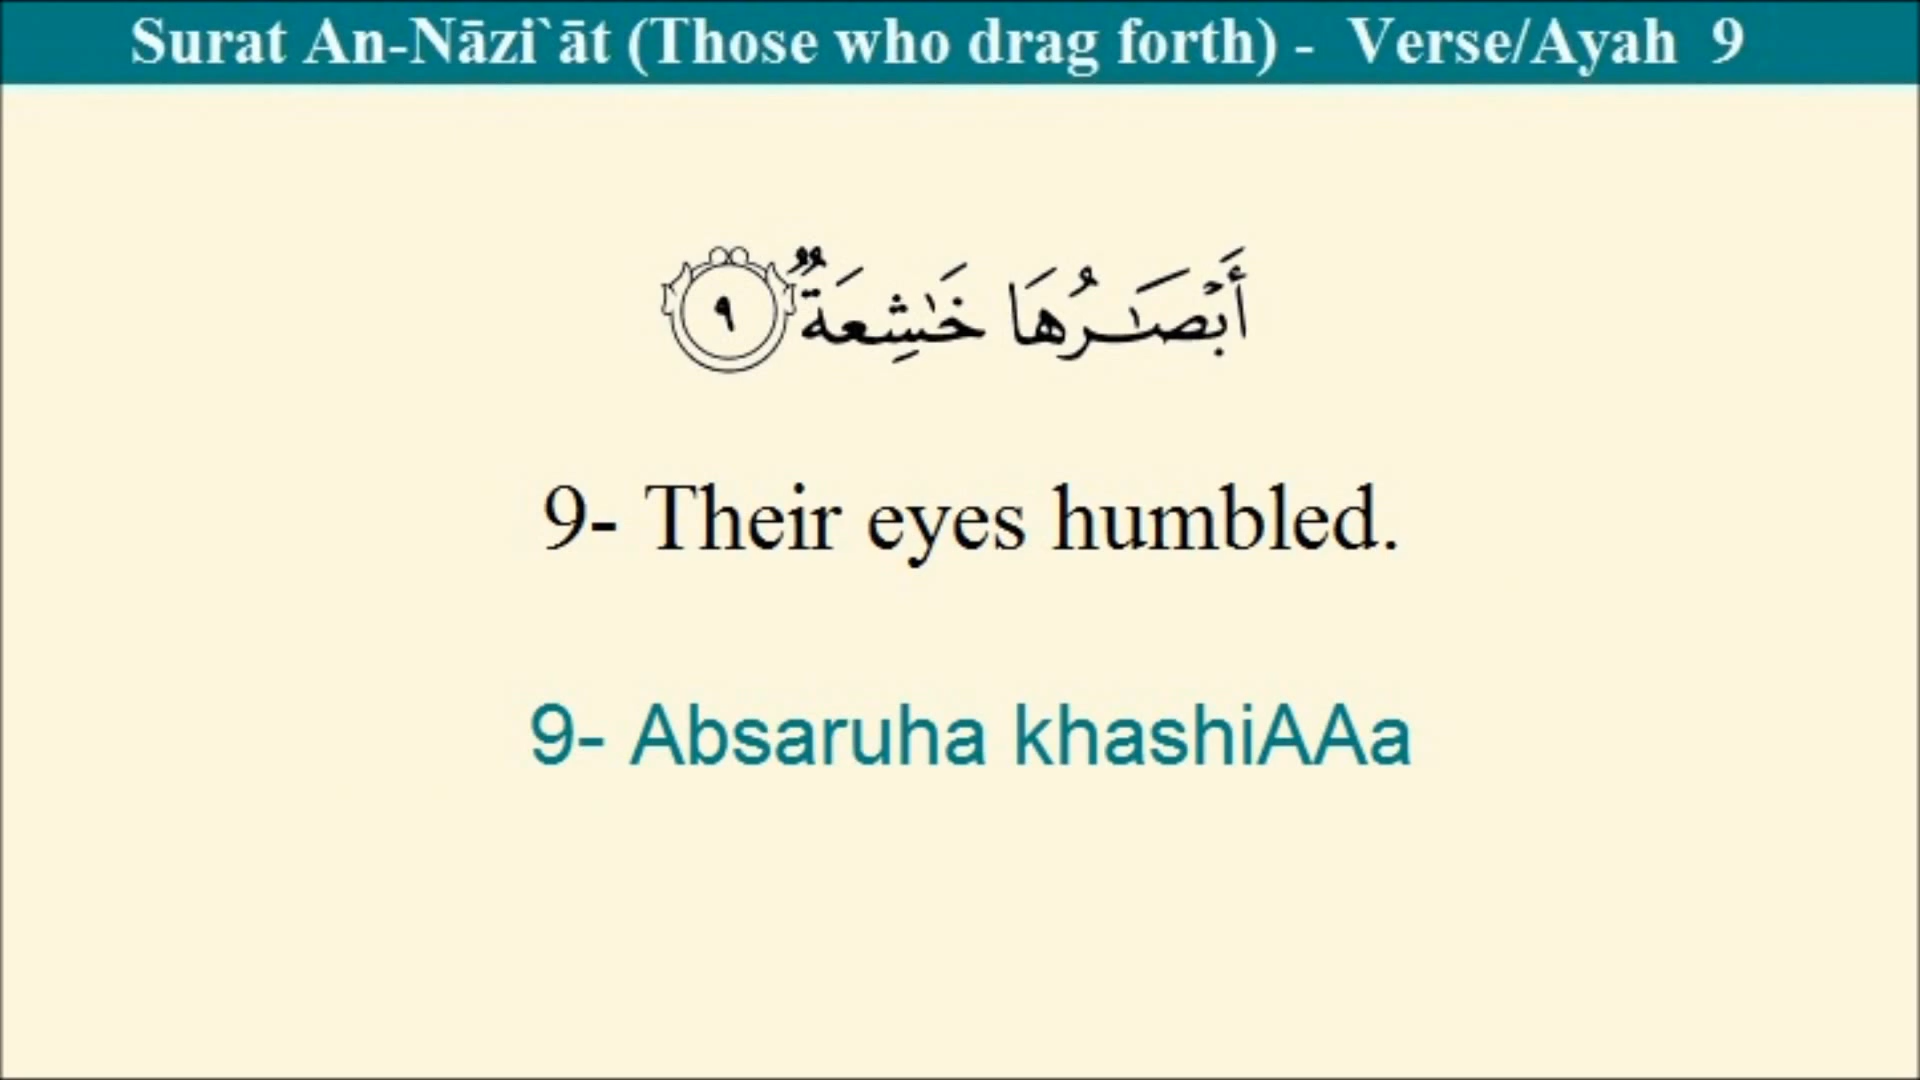 Surat An-Nāzi`āt (Those who drag forth) - Verse/Ayah 9
أَبْصَـٰرُهَا خَـٰشِعَةٌ ٩
9- Their eyes humbled.
9- Absaruha khashiAAa